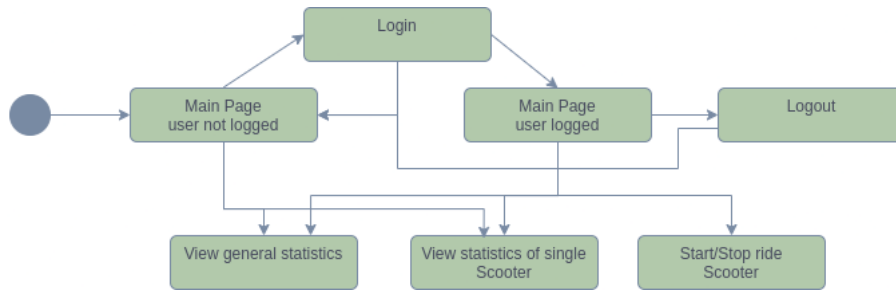 Login
Main Page
user not logged
Main Page
user logged
Logout
View general statistics
View statistics of single
Scooter
Start/Stop ride
Scooter